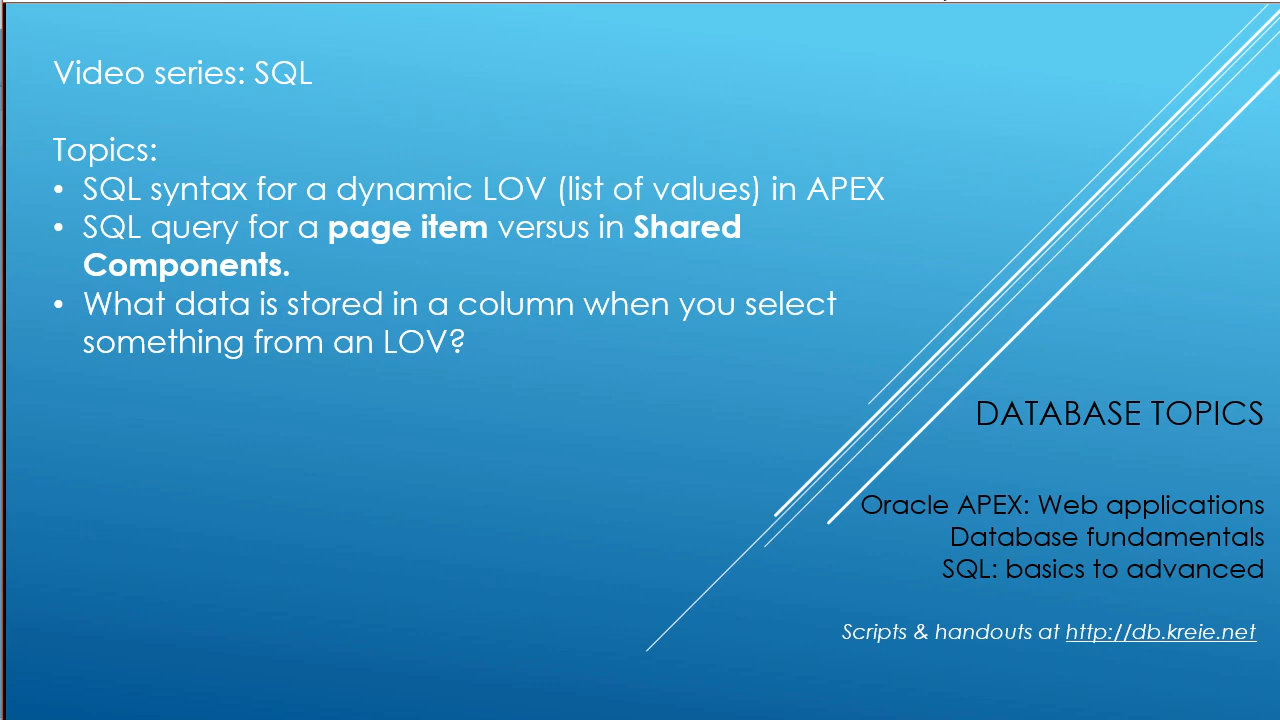 Video series: SQL
Topics:
• SQL syntax for a dynamic LOV (list of values) in APEX
• SQL query for a page item versus in Shared
Components.
• What data is stored in a column when you select
something from an LOV?
DATABASE TOPICS
Oracle APEX: Web applications
Database fundamentals
SQL: basics to advanced
Scripts & handouts at http://db.kreie.net